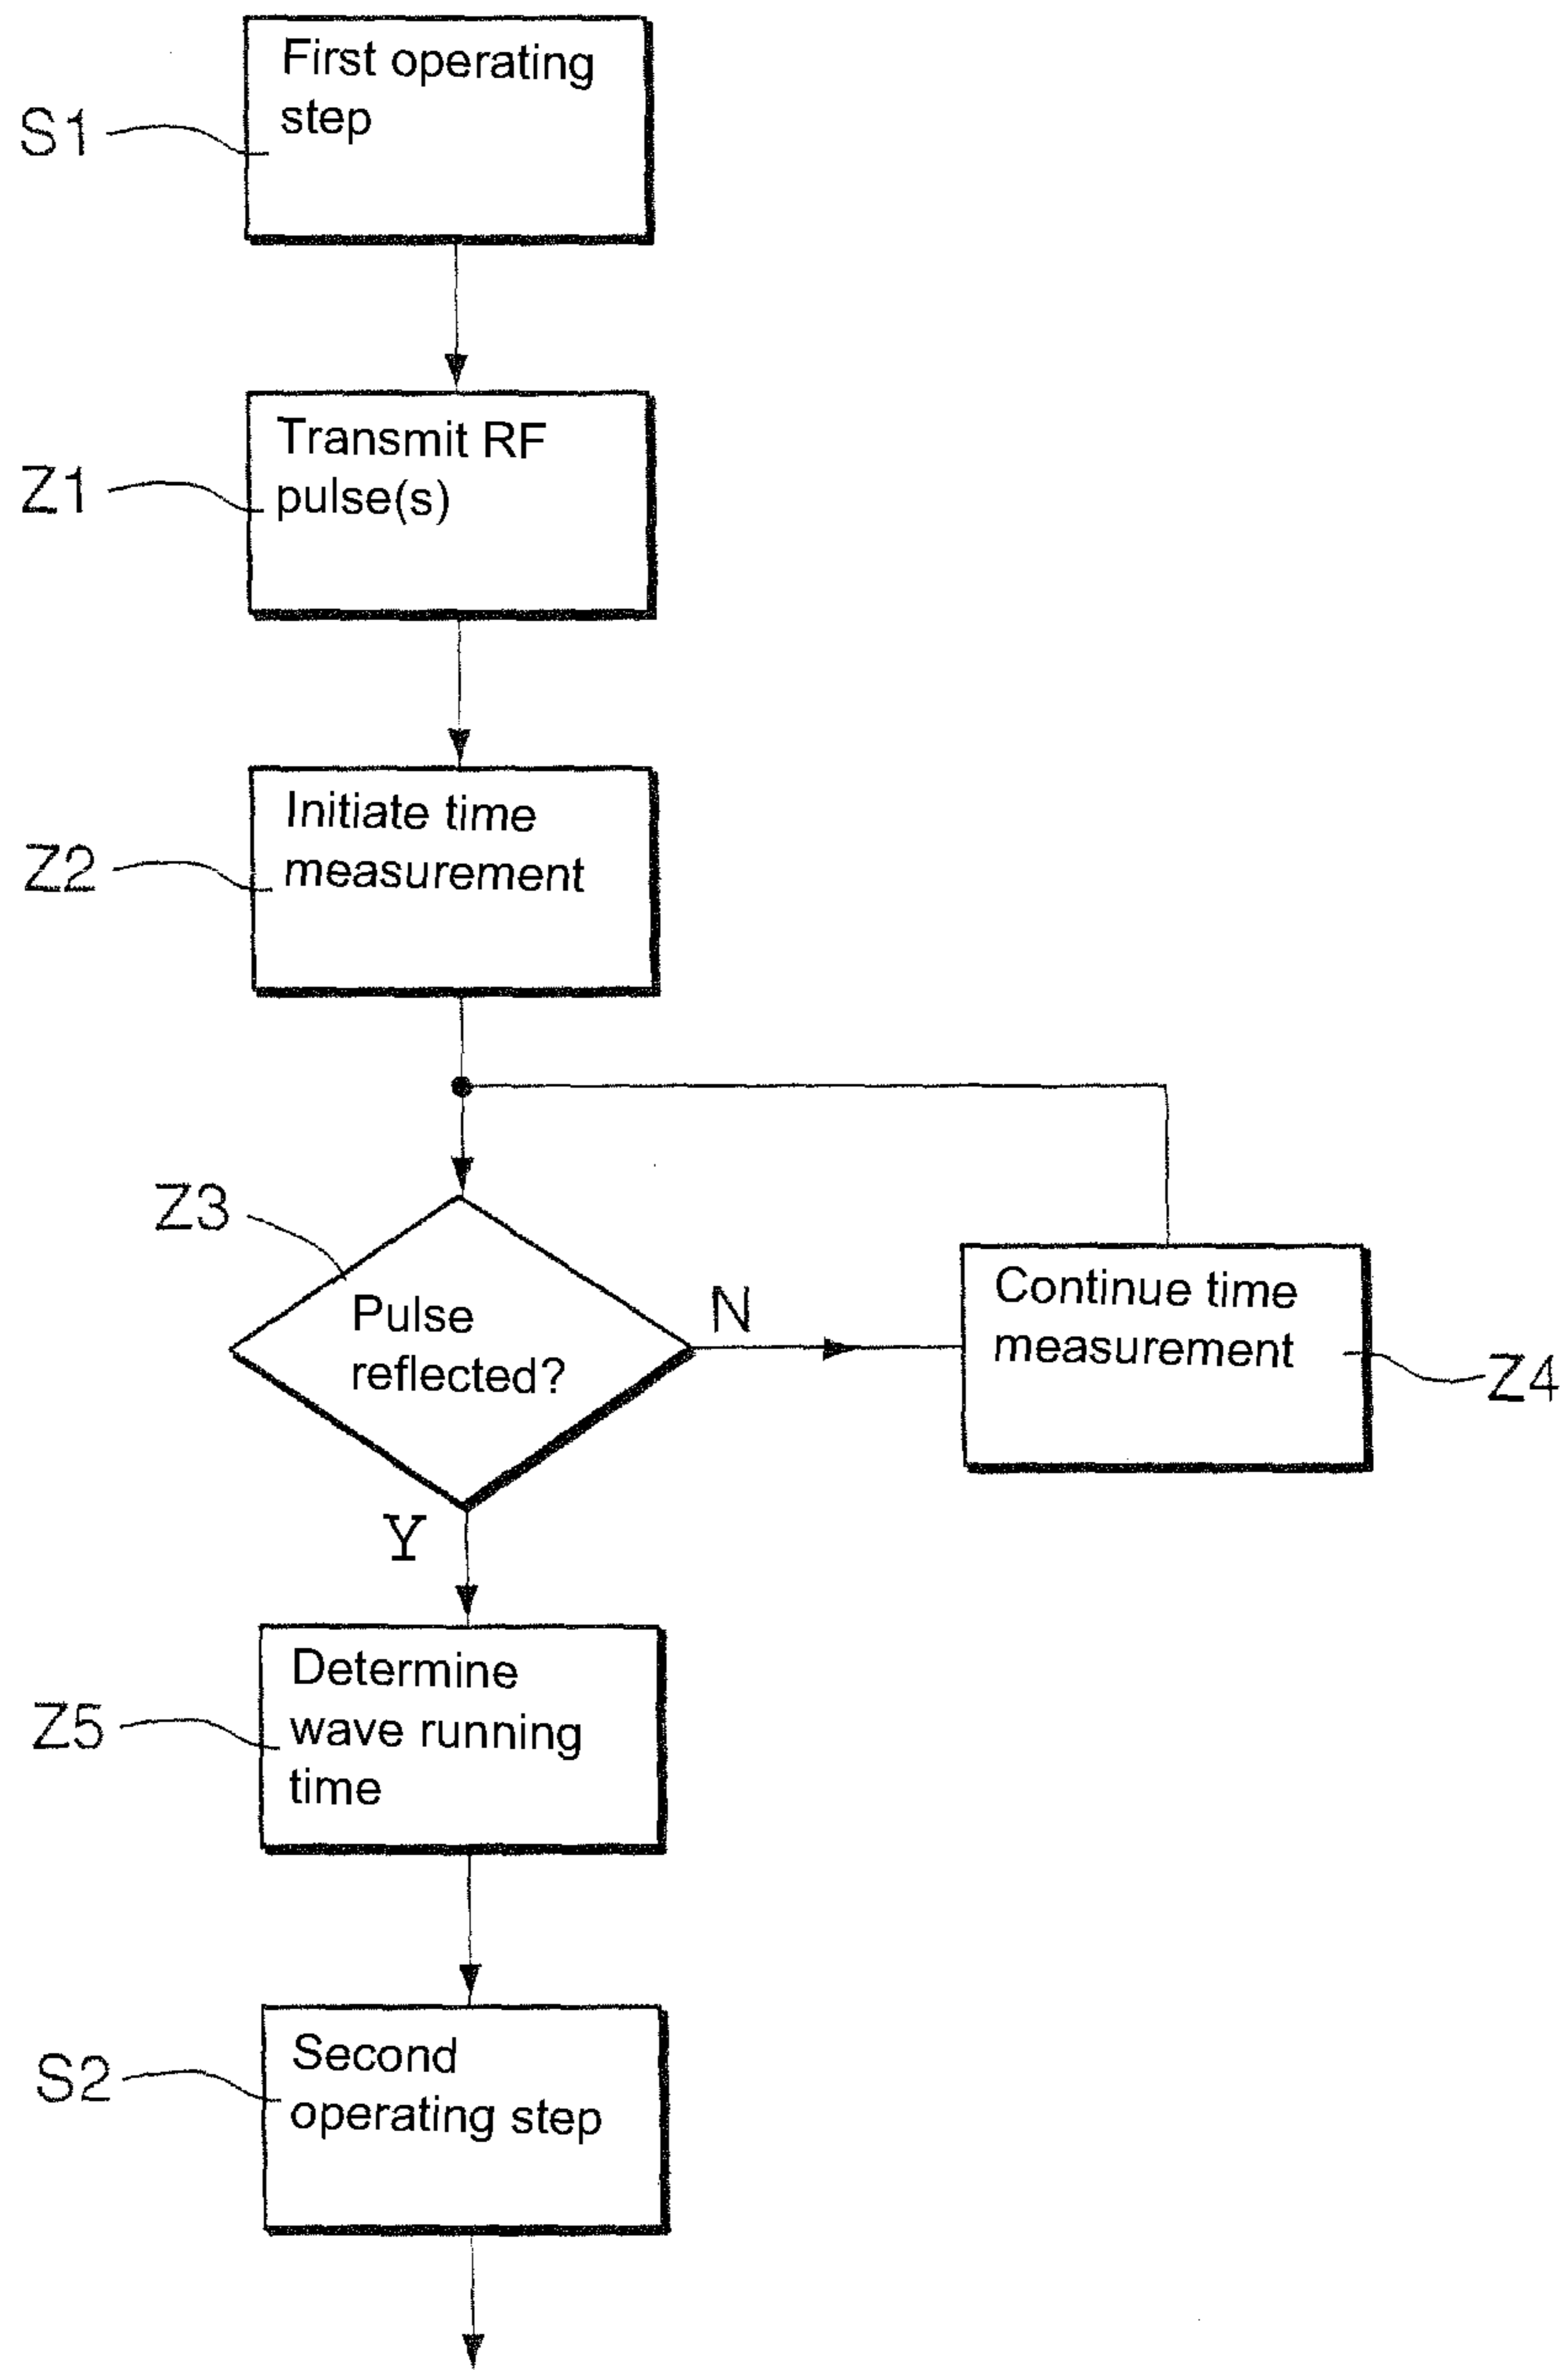 First operating
step
S1
Transmit RF
pulse(s)
Z1
Initiate time
measurement
Z2
Z3
Pulse
reflected?
N
Continue time
measurement
Z4
Y
Determine
wave running
time
Z5
Second
operating step
S2